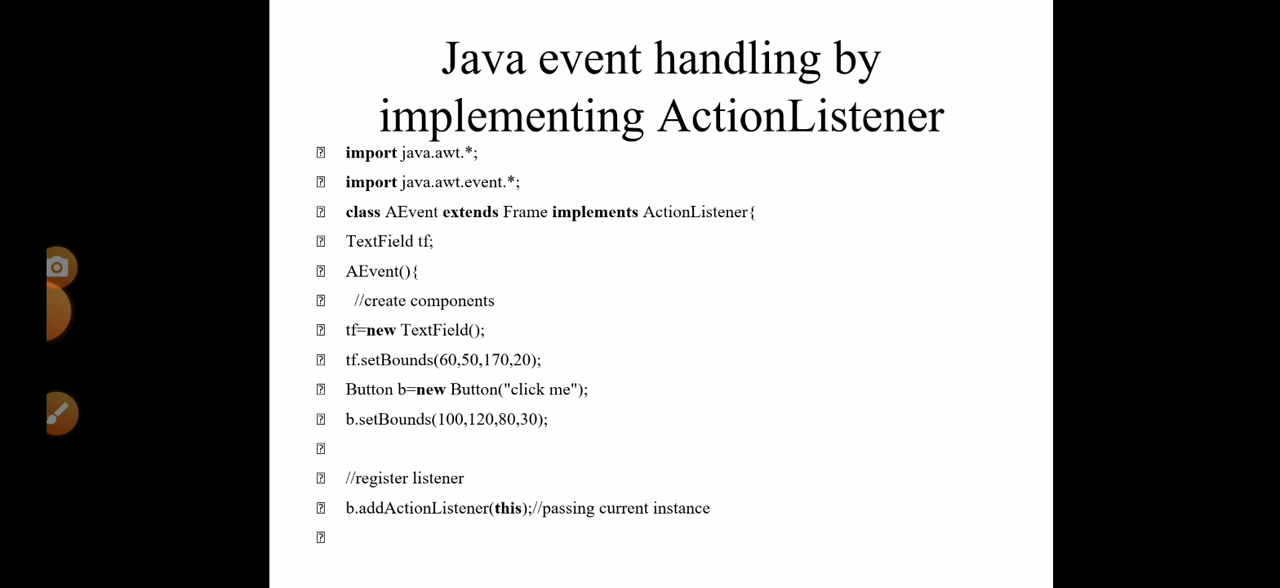 Java event handling by
implementing ActionListener
import java.awt.*;
import java.awt.event.*;
class AEvent extends Frame implements ActionListener{
TextField tf;
AEvent(){
//create components
tf=new TextField();
tf.setBounds(60,50,170,20);
Button b=new Button("click me");
b.setBounds(100,120,80,30);
//register listener
b.addActionListener(this);//passing current instance